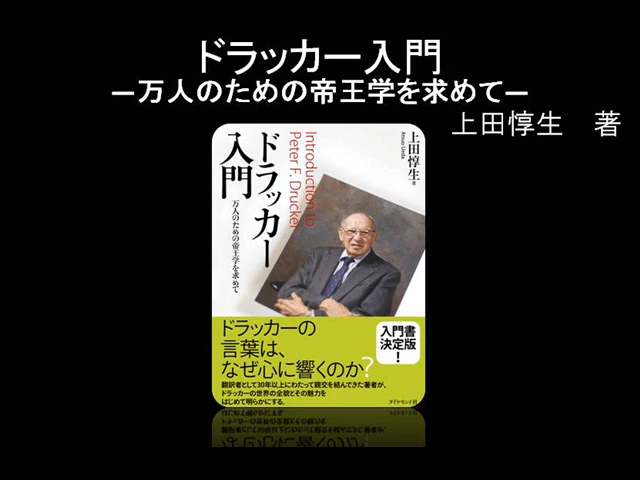 ドラッカー入門
―万人のための帝王学を求めて―
上田惇生　著
上田惇生 著
Atsuo Ueda
Introduction to
Peter F. Drucker
ドラッカー
入門
万人のための帝王学を求めて
ドラッカーの
言葉は、
なぜ心に響くのか?
入門書
決定版!
翻訳者として30年以上にわたって親交を結んできた著者が、
ドラッカーの世界の全貌とその魅力を
はじめて明らかにする。
ダイヤモンド社